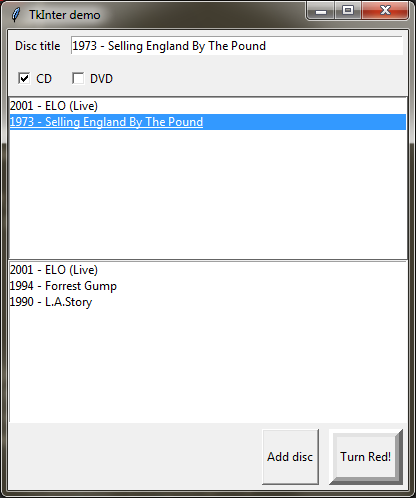 TkInter demo
Disc title 1973 - Selling England By The Pound
CD DVD
2001 - ELO (Live)
1973 - Selling England By The Pound
2001 - ELO (Live)
1994 - Forrest Gump
1990 - L.A.Story
Add disc Turn Red!